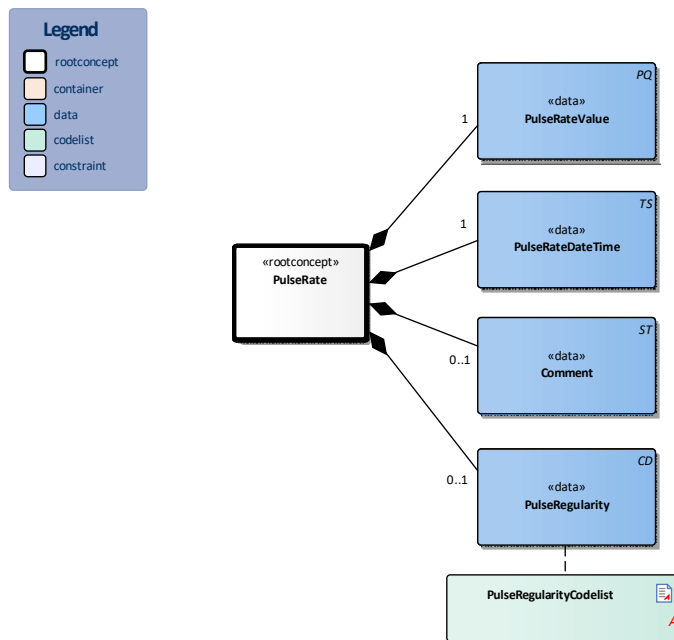 Legend
rootconcept
container
data
codelist
constraint
PQ
«data»
PulseRateValue
1
TS
«data»
PulseRateDateTime
1
«rootconcept»
PulseRate
ST
«data»
Comment
0..1
CD
«data»
PulseRegularity
0..1
PulseRegularityCodelist